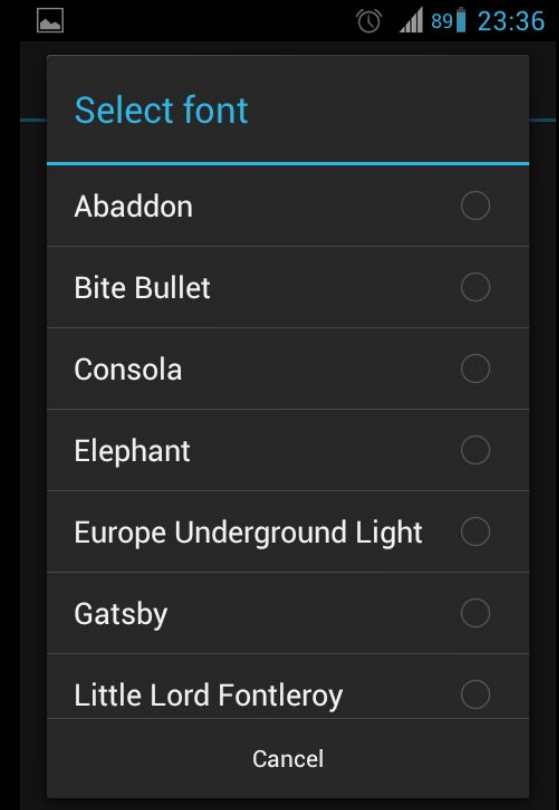 89 23:36
Select font
Abaddon
Bite Bullet
Consola
Elephant
Europe Underground Light
Gatsby
Little Lord Fontleroy
Cancel